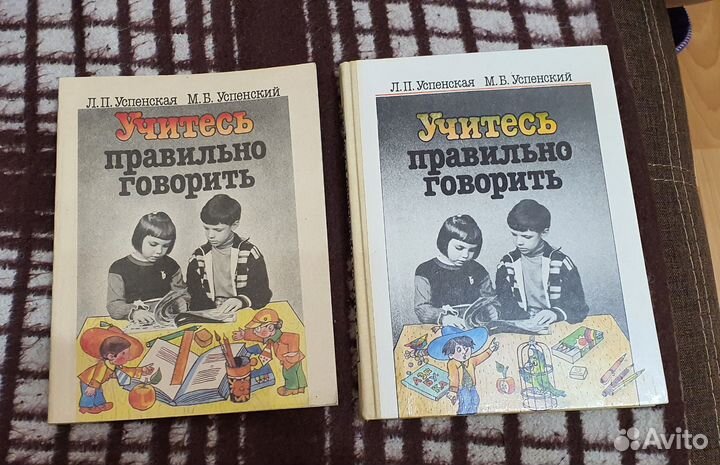 Л. П. Успенская М. Б. Успенский
Учитесь
правильно
говорить
Л. П. Успенская М. Б. Успенский
Учитесь
правильно
говорить
Avito